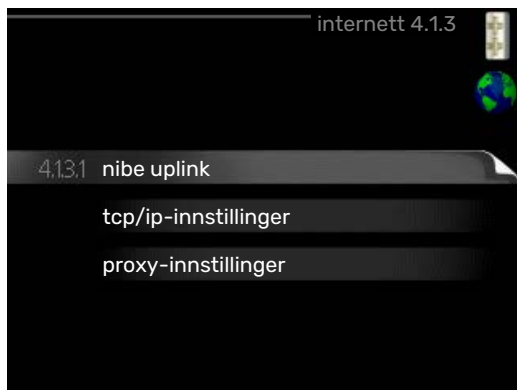 internett 4.1.3
4.1.3.1 nibe uplink
tcp/ip-innstillinger
proxy-innstillinger